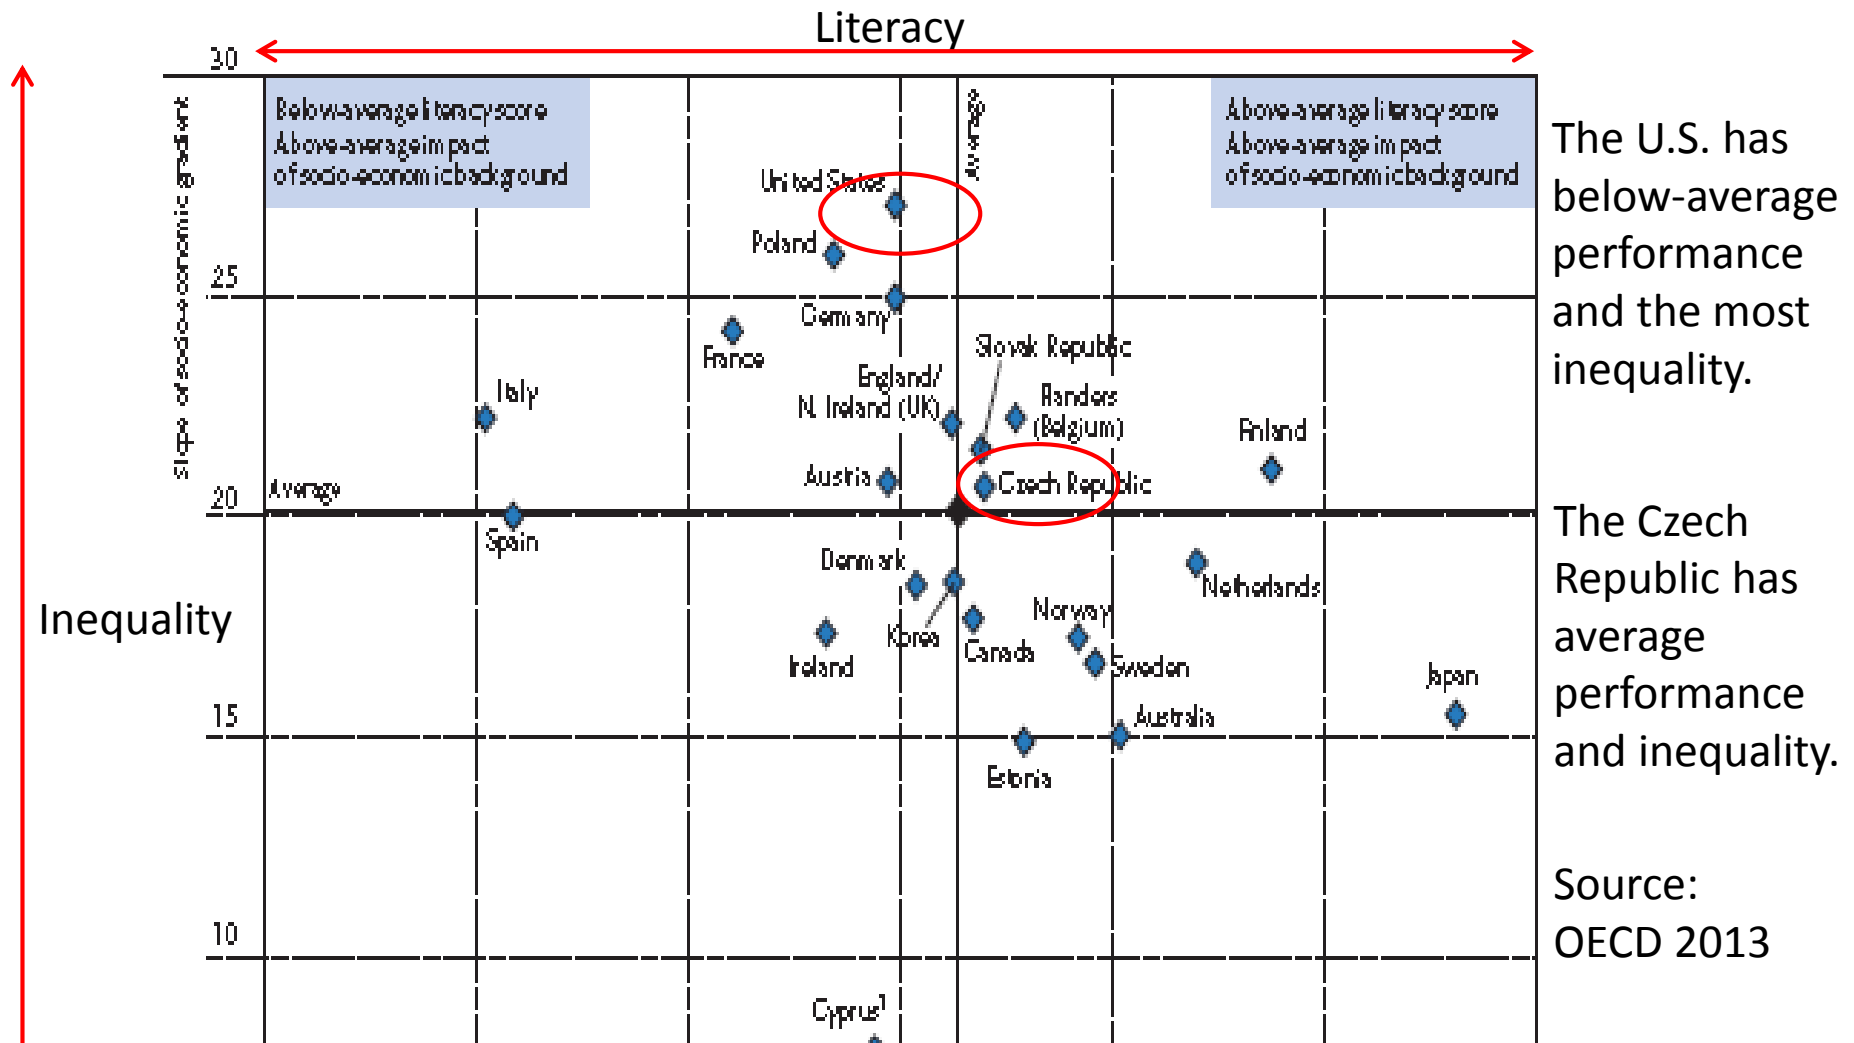 Literacy
30
Slope of socio-economic gradient
Below-average literacy score
Above-average impact
of socio-economic background
Average
Above-average literacy score
Above-average impact
of socio-economic background
United States
Poland
25
Germany
France
Slovak Republic
England/
N. Ireland (UK)
Flanders
(Belgium)
Italy
Finland
Austria
Czech Republic
20
Average
Spain
Denmark
Netherlands
Norway
Korea
Canada
Ireland
Sweden
Japan
15
Australia
Estonia
10
Cyprus¹
Inequality
The U.S. has
below-average
performance
and the most
inequality.
The Czech
Republic has
average
performance
and inequality.
Source:
OECD 2013